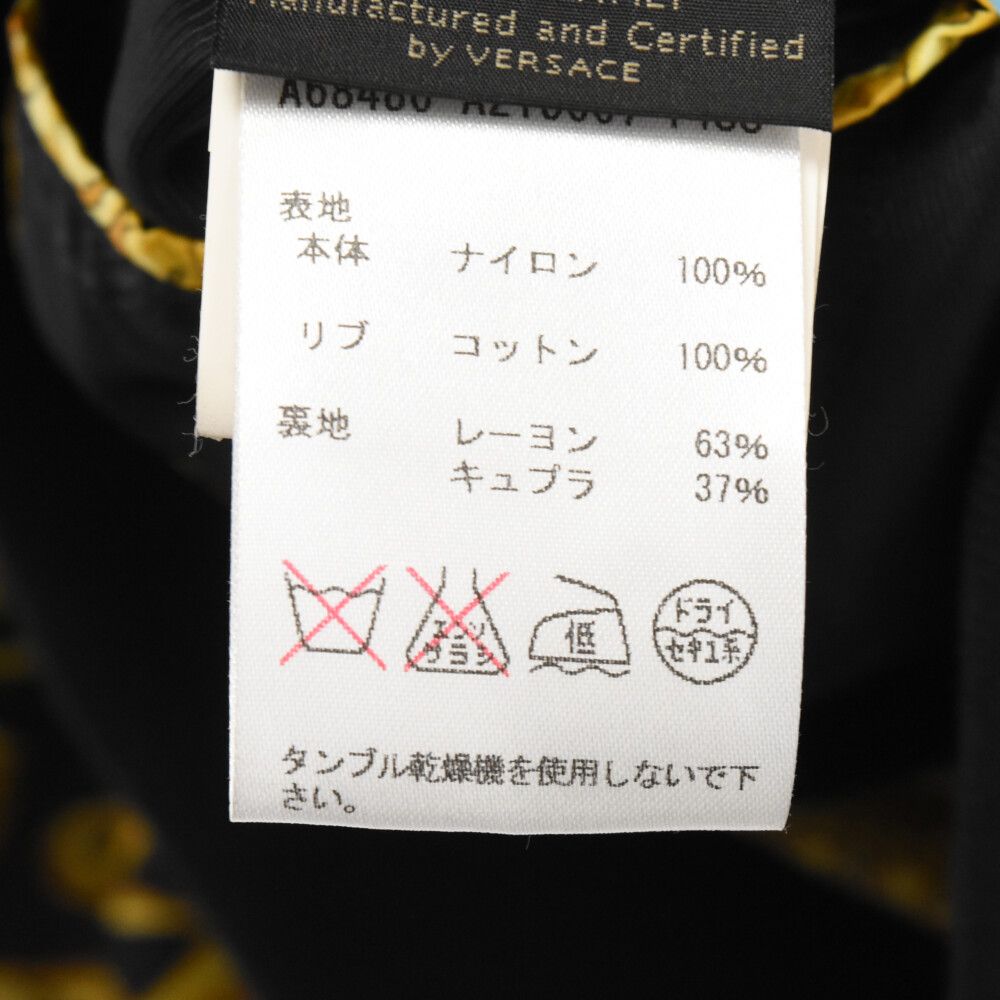 Manufactured and Certified
by VERSACE
表地
本体 ナイロン 100%
リブ コットン 100%
裏地 レーヨン 63%
キュプラ 37%
エンソ
フラシ
低
ドライ
セキユ系
タンブル乾燥機を使用しないで下
さい。